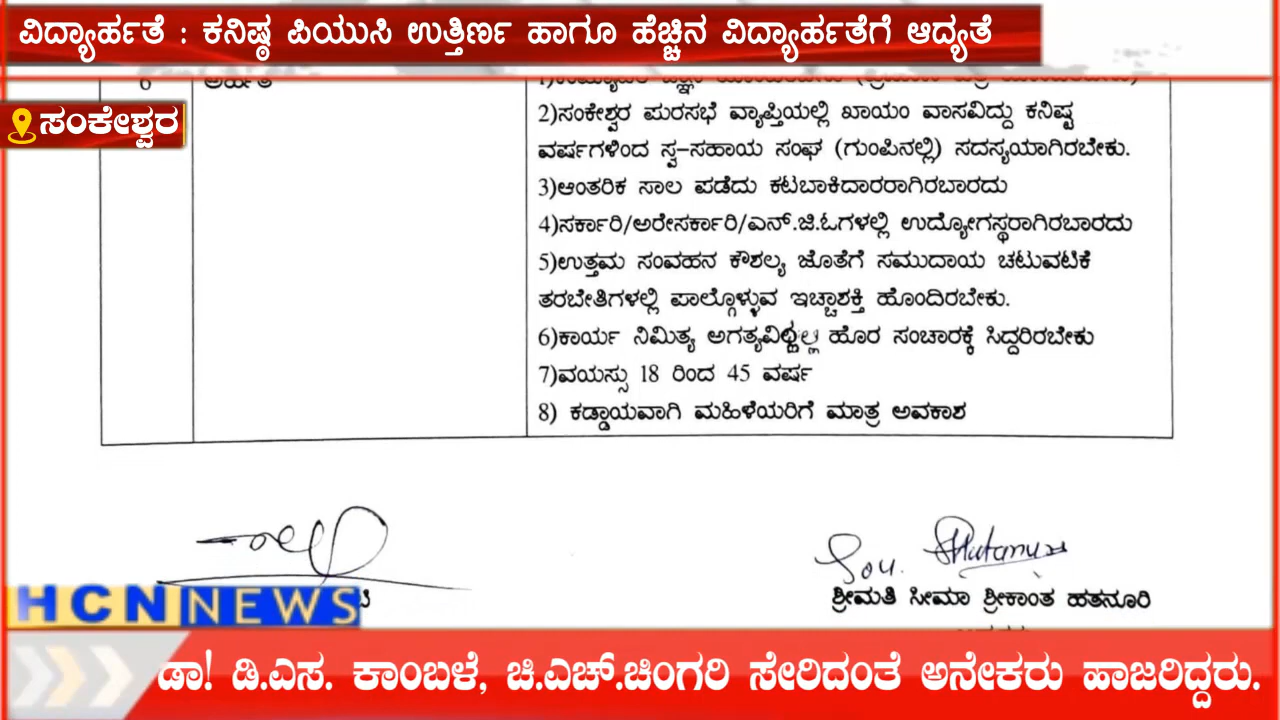 ವಿದ್ಯಾರ್ಹತೆ : ಕನಿಷ್ಠ ಪಿಯುಸಿ ಉತ್ತಿರ್ಣ ಹಾಗೂ ಹೆಚ್ಚಿನ ವಿದ್ಯಾರ್ಹತೆಗೆ ಆದ್ಯತೆ
6 ಅರ್ಹತೆ
ಸಂಕೇಶ್ವರ
2)ಸಂಕೇಶ್ವರ ಪುರಸಭೆ ವ್ಯಾಪ್ತಿಯಲ್ಲಿ ಖಾಯಂ ವಾಸವಿದ್ದು ಕನಿಷ್ಟ
ವರ್ಷಗಳಿಂದ ಸ್ವ-ಸಹಾಯ ಸಂಘ (ಗುಂಪಿನಲ್ಲಿ) ಸದಸ್ಯಯಾಗಿರಬೇಕು.
3)ಆಂತರಿಕ ಸಾಲ ಪಡೆದು ಕಟಬಾಕಿದಾರರಾಗಿರಬಾರದು
4)ಸರ್ಕಾರಿ/ಅರೇಸರ್ಕಾರಿ/ಎನ್.ಜಿ.ಓಗಳಲ್ಲಿ ಉದ್ಯೋಗಸ್ಥರಾಗಿರಬಾರದು
5)ಉತ್ತಮ ಸಂವಹನ ಕೌಶಲ್ಯ ಜೊತೆಗೆ ಸಮುದಾಯ ಚಟುವಟಿಕೆ
ತರಬೇತಿಗಳಲ್ಲಿ ಪಾಲ್ಗೊಳ್ಳುವ ಇಚ್ಛಾಶಕ್ತಿ ಹೊಂದಿರಬೇಕು.
6)ಕಾರ್ಯ ನಿಮಿತ್ಯ ಹೊರ ಸಂಚಾರಕ್ಕೆ ಸಿದ್ದರಿರಬೇಕು
7)ವಯಸ್ಸು 18 ರಿಂದ 45 ವರ್ಷ
8) ಕಡ್ಡಾಯವಾಗಿ ಮಹಿಳೆಯರಿಗೆ ಮಾತ್ರ ಅವಕಾಶ
ಶ್ರೀಮತಿ ಸೀಮಾ ಶ್ರೀಕಾಂತ ಹತನೂರಿ
HCN NEWS
ಡಾ! ಡಿ.ಎಸ. ಕಾಂಬಳೆ, ಚಿ.ಎಚ್.ಚಿಂಗರಿ ಸೇರಿದಂತೆ ಅನೇಕರು ಹಾಜರಿದ್ದರು.